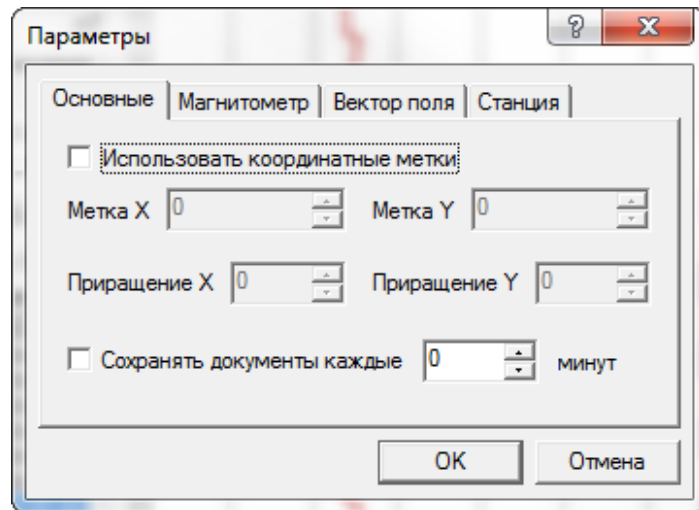 Параметры
Основные Магнитометр Вектор поля Станция
Использовать координатные метки
Метка X 0 Метка Y 0
Приращение X 0 Приращение Y 0
Сохранять документы каждые 0 минут
OK Отмена